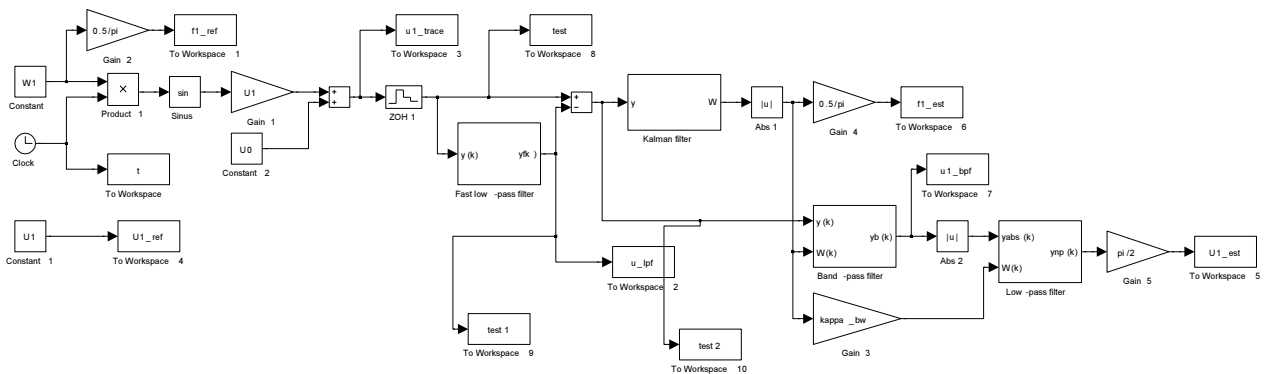 0.5/pi
Gain 2
f1_ref
To Workspace 1
W1
Constant
×
Product 1
sin
Sinus
U1
Gain 1
Clock
t
To Workspace
U0
Constant 2
+
+
u1_trace
To Workspace 3
ZOH 1
test
To Workspace 8
y (k)
yfk )
Fast low -pass filter
+
−
y
W
Kalman filter
|u|
Abs 1
0.5/pi
Gain 4
f1_est
To Workspace 6
u1_bpf
To Workspace 7
U1
Constant 1
U1_ref
To Workspace 4
u_lpf
To Workspace 2
y (k)
W(k)
yb (k)
Band -pass filter
|u|
Abs 2
yabs (k)
W(k)
ynp (k)
Low -pass filter
pi /2
Gain 5
U1_est
To Workspace 5
kappa _bw
Gain 3
test 1
To Workspace 9
test 2
To Workspace 10